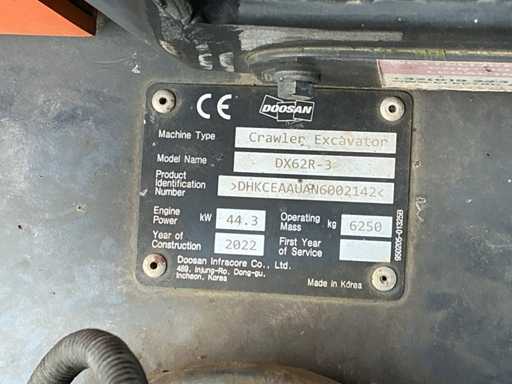 CE DOOSAN
Machine Type Crawler Excavator
Model Name DX62R-3
Product Identification Number >DHKCEAAUAN6002142<
Engine Power kW 44.3 Operating Mass kg 6250
Year of Construction 2022 First Year of Service
Doosan Infracore Co., Ltd.
489, Injung-Ro, Dong-gu,
Incheon, Korea
Made in Korea
950205-01325B